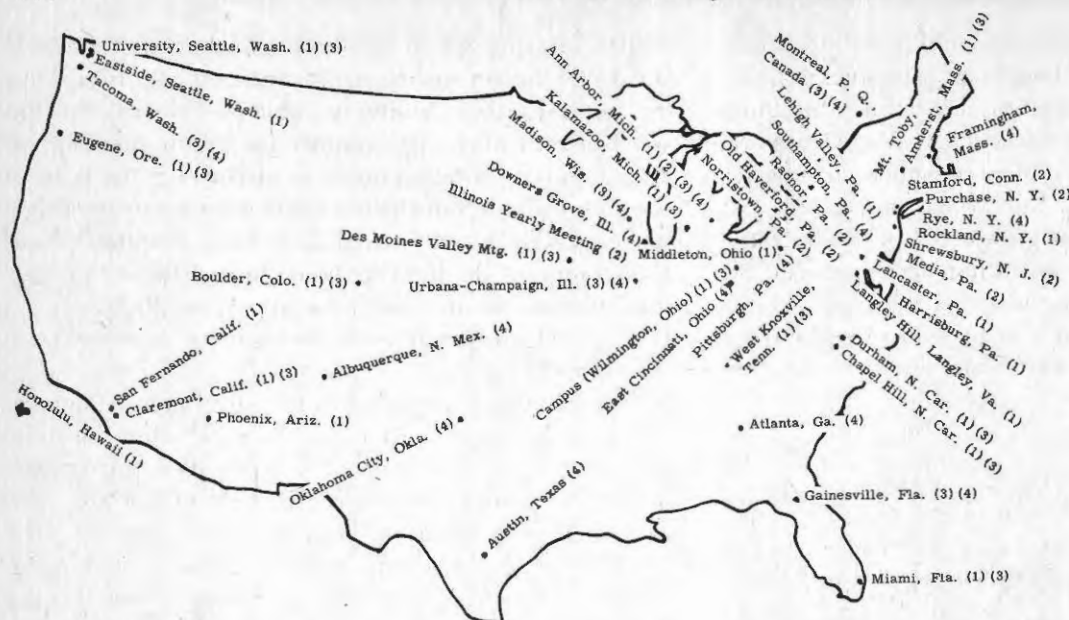 University, Seattle, Wash. (1) (3)
Eastside, Seattle, Wash. (1)
Tacoma, Wash. (3) (4)
Eugene, Ore. (1) (3)
Ann Arbor, Mich. (1) (2) (3) (4)
Kalamazoo, Mich. (1) (3)
Madison, Wis. (3) (4)
Downers Grove, Ill. (4)
Illinois Yearly Meeting (2)
Des Moines Valley Mtg. (1) (3)
Boulder, Colo. (1) (3)
Urbana-Champaign, Ill. (3) (4)
Middleton, Ohio (1)
Montreal, P. Q.
Canada (3) (4)
Lehigh Valley, Pa. (1)
Southampton, Pa. (4)
Radnor, Pa. (2)
Old Haverford, Pa. (2)
Norristown, Pa. (2)
Mt. Toby, Amherst, Mass. (1) (3)
Framingham,
Mass. (4)
Stamford, Conn. (2)
Purchase, N. Y. (2)
Rye, N. Y. (4)
Rockland, N. Y. (1)
Shrewsbury, N. J. (2)
Media, Pa. (2)
Lancaster, Pa. (1)
Harrisburg, Pa. (1)
Langley Hill, Langley, Va. (1)
Durham, N. Car. (1) (3)
Chapel Hill, N. Car. (1) (3)
Campus (Wilmington, Ohio) (1) (3)
East Cincinnati, Ohio (4)
Pittsburgh, Pa. (4)
West Knoxville,
Tenn. (1) (3)
San Fernando, Calif. (1)
Claremont, Calif. (1) (3)
Honolulu, Hawaii (1)
Phoenix, Ariz. (1)
Albuquerque, N. Mex. (4)
Oklahoma City, Okla. (4)
Austin, Texas (4)
Atlanta, Ga. (4)
Gainesville, Fla. (3) (4)
Miami, Fla. (1) (3)